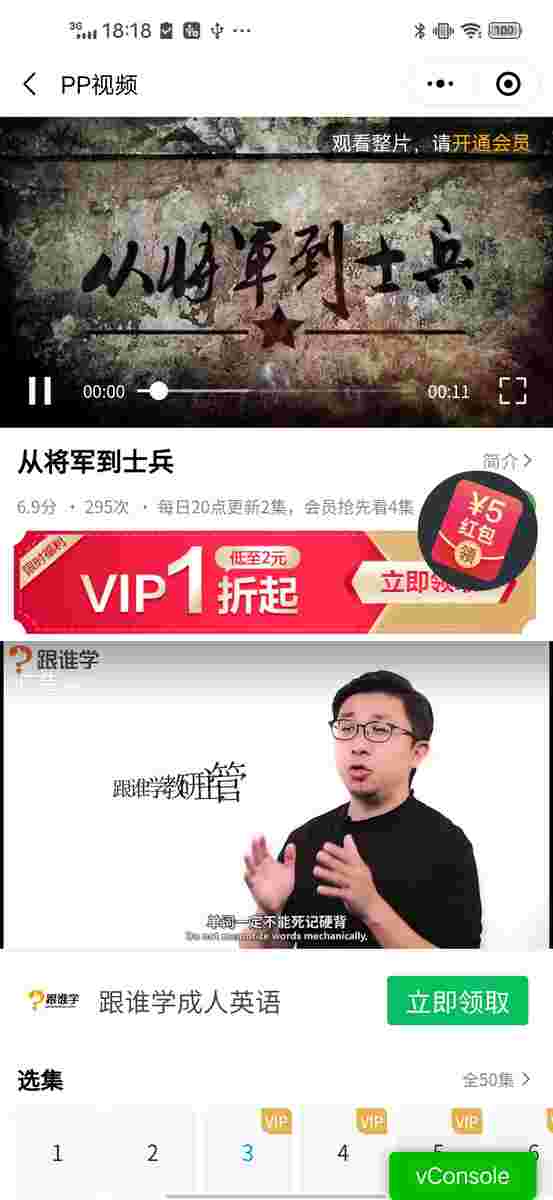 3G 18:18 100
PP视频
观看整片，请开通会员
从将军到士兵
00:00
00:11
从将军到士兵
简介
6.9分 · 295次 · 每日20点更新2集，会员抢先看4集
¥5
红包
领
限时福利
VIP1折起
低至2元
立即领取
跟谁学
跟谁学教研主管
单词一定不能死记硬背
Do not memorize words mechanically,
跟谁学
跟谁学成人英语
立即领取
选集
全50集
VIP VIP VIP
1 2 3 4 5 6
vConsole